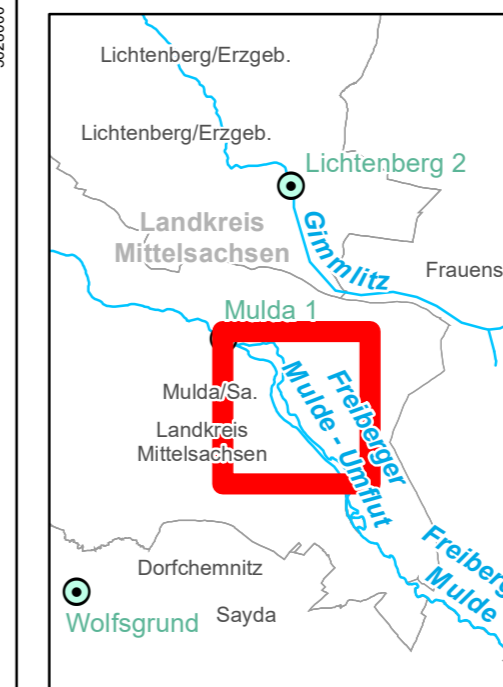 Lichtenberg/Erzgeb.
Lichtenberg/Erzgeb.
Lichtenberg 2
Landkreis
Mittelsachsen
Gimmlitz
Frauens
Mulda 1
Mulda/Sa.
Landkreis
Mittelsachsen
Freiberger
Mulde - Umflut
Dorfchemnitz
Freiberg
Mulde
Wolfsgrund
Sayda